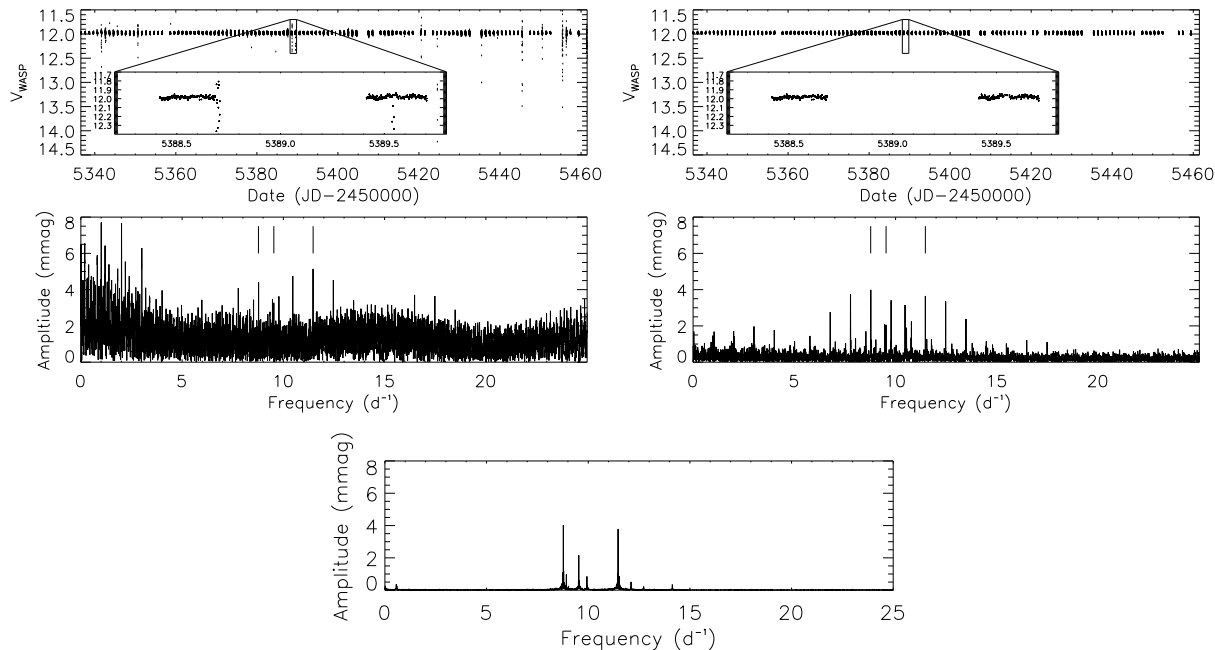 11.5
12.0
12.5
13.0
13.5
14.0
14.5
V_WASP
11.7
11.8
11.9
12.0
12.1
12.2
12.3
5388.5 5389.0 5389.5
5340 5360 5380 5400 5420 5440 5460
Date (JD-2450000)
11.5
12.0
12.5
13.0
13.5
14.0
14.5
V_WASP
11.7
11.8
11.9
12.0
12.1
12.2
12.3
5388.5 5389.0 5389.5
5340 5360 5380 5400 5420 5440 5460
Date (JD-2450000)
8
6
4
2
0
Ampltiude (mmag)
0 5 10 15 20
Frequency (d⁻¹)
8
6
4
2
0
Ampltiude (mmag)
0 5 10 15 20
Frequency (d⁻¹)
8
6
4
2
0
Amplitude (mmag)
0 5 10 15 20 25
Frequency (d⁻¹)